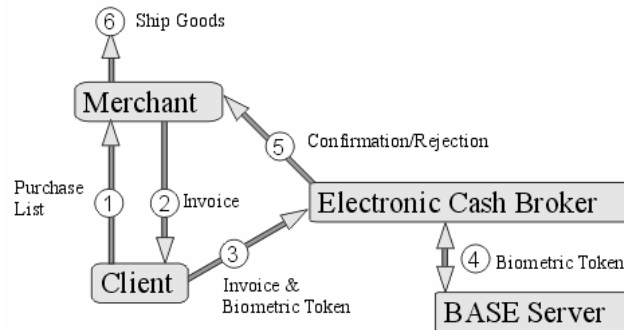 6 Ship Goods
Merchant
5 Confirmation/Rejection
Purchase
List
1
2 Invoice
Electronic Cash Broker
3
4 Biometric Token
Client
Invoice &
Biometric Token
BASE Server